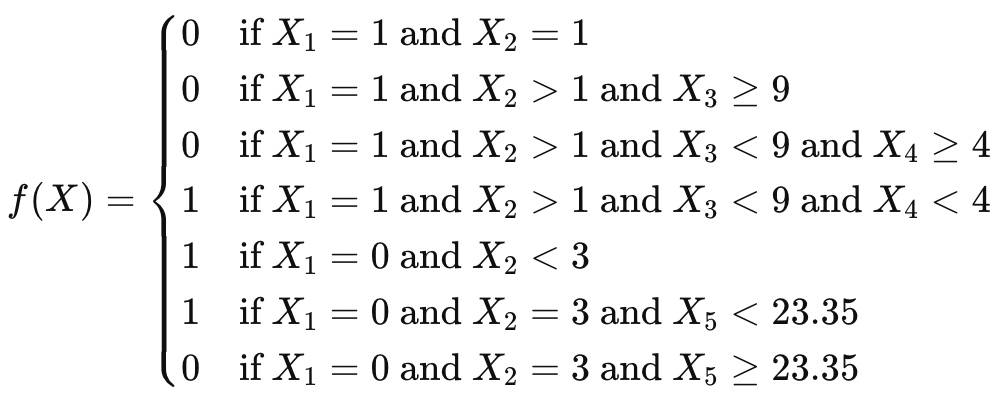 0 if X₁ = 1 and X₂ = 1
0 if X₁ = 1 and X₂ > 1 and X₃ ≥ 9
0 if X₁ = 1 and X₂ > 1 and X₃ < 9 and X₄ ≥ 4
f(X) = { 1 if X₁ = 1 and X₂ > 1 and X₃ < 9 and X₄ < 4
1 if X₁ = 0 and X₂ < 3
1 if X₁ = 0 and X₂ = 3 and X₅ < 23.35
0 if X₁ = 0 and X₂ = 3 and X₅ ≥ 23.35